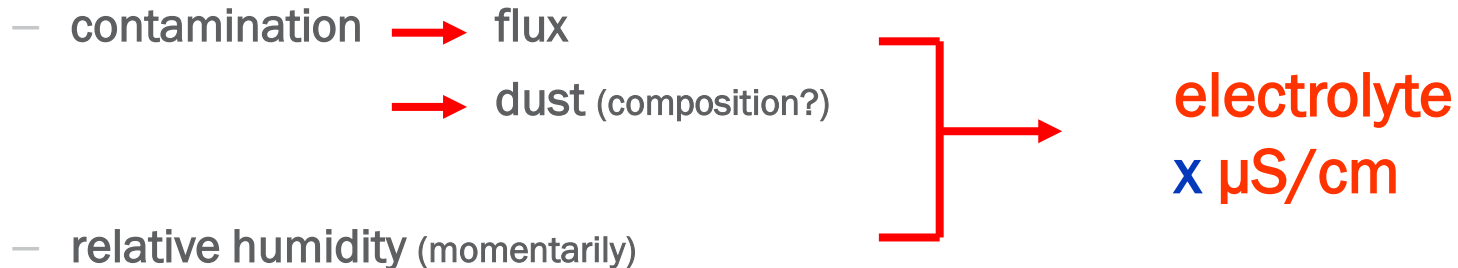 – contamination flux
dust (composition?)
electrolyte
x µS/cm
– relative humidity (momentarily)